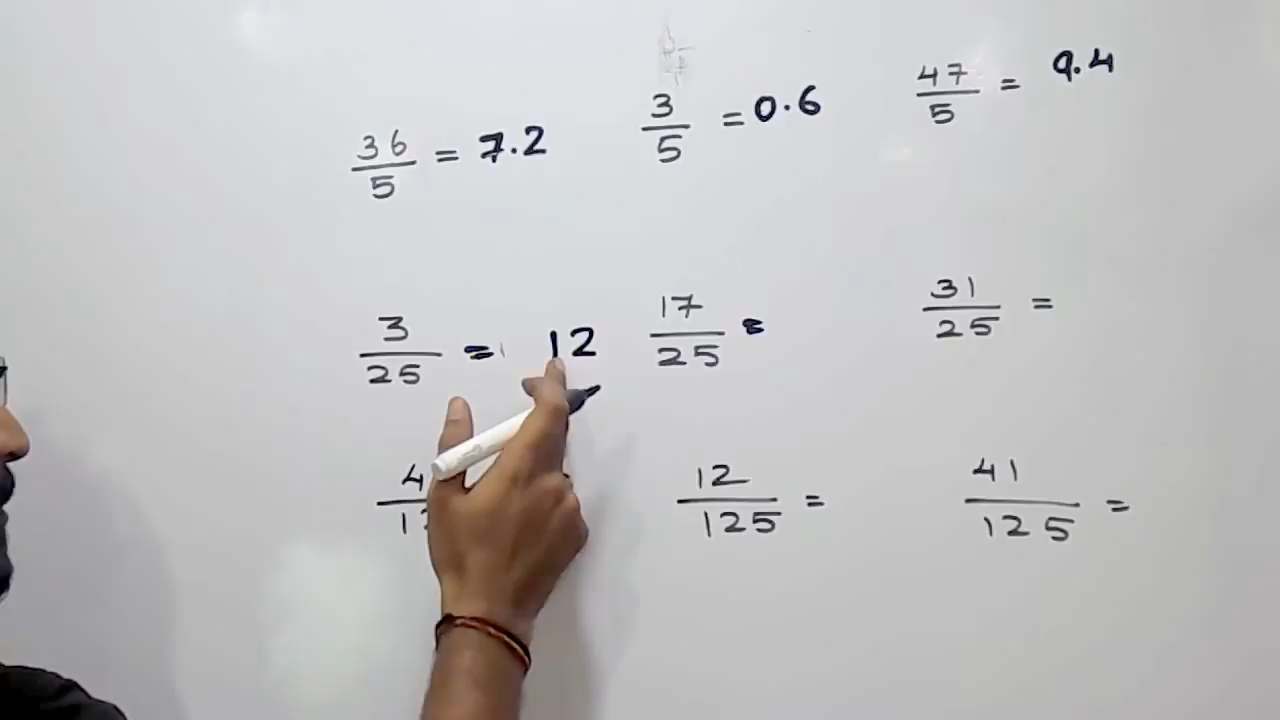 36/5 = 7.2
3/5 = 0.6
47/5 = 9.4
3/25 = 12
17/25 =
31/25 =
4
12/125 =
41/125 =